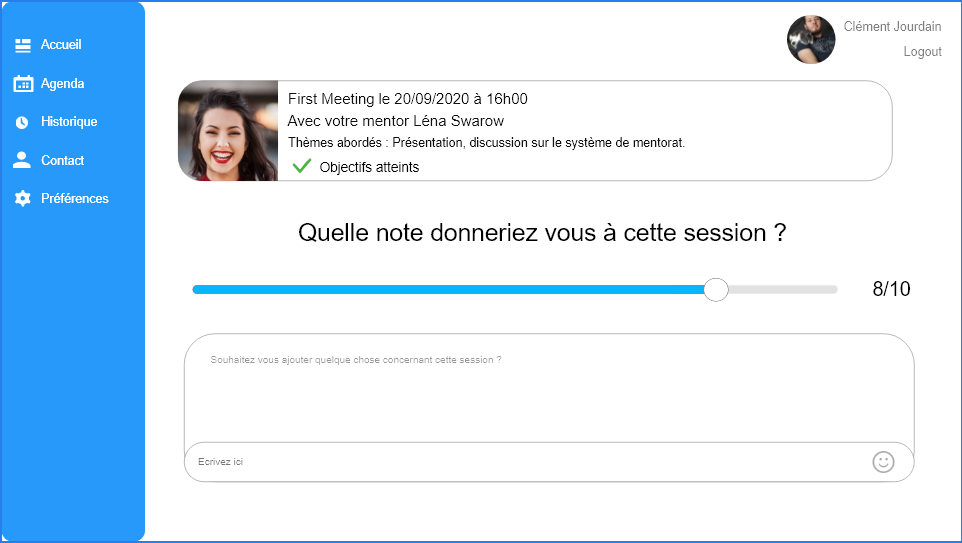 Accueil
Agenda
Historique
Contact
Préférences
Clément Jourdain
Logout
First Meeting le 20/09/2020 à 16h00
Avec votre mentor Léna Swarow
Thèmes abordés : Présentation, discussion sur le système de mentorat.
Objectifs atteints
Quelle note donneriez vous à cette session ?
8/10
Souhaitez vous ajouter quelque chose concernant cette session ?
Ecrivez ici